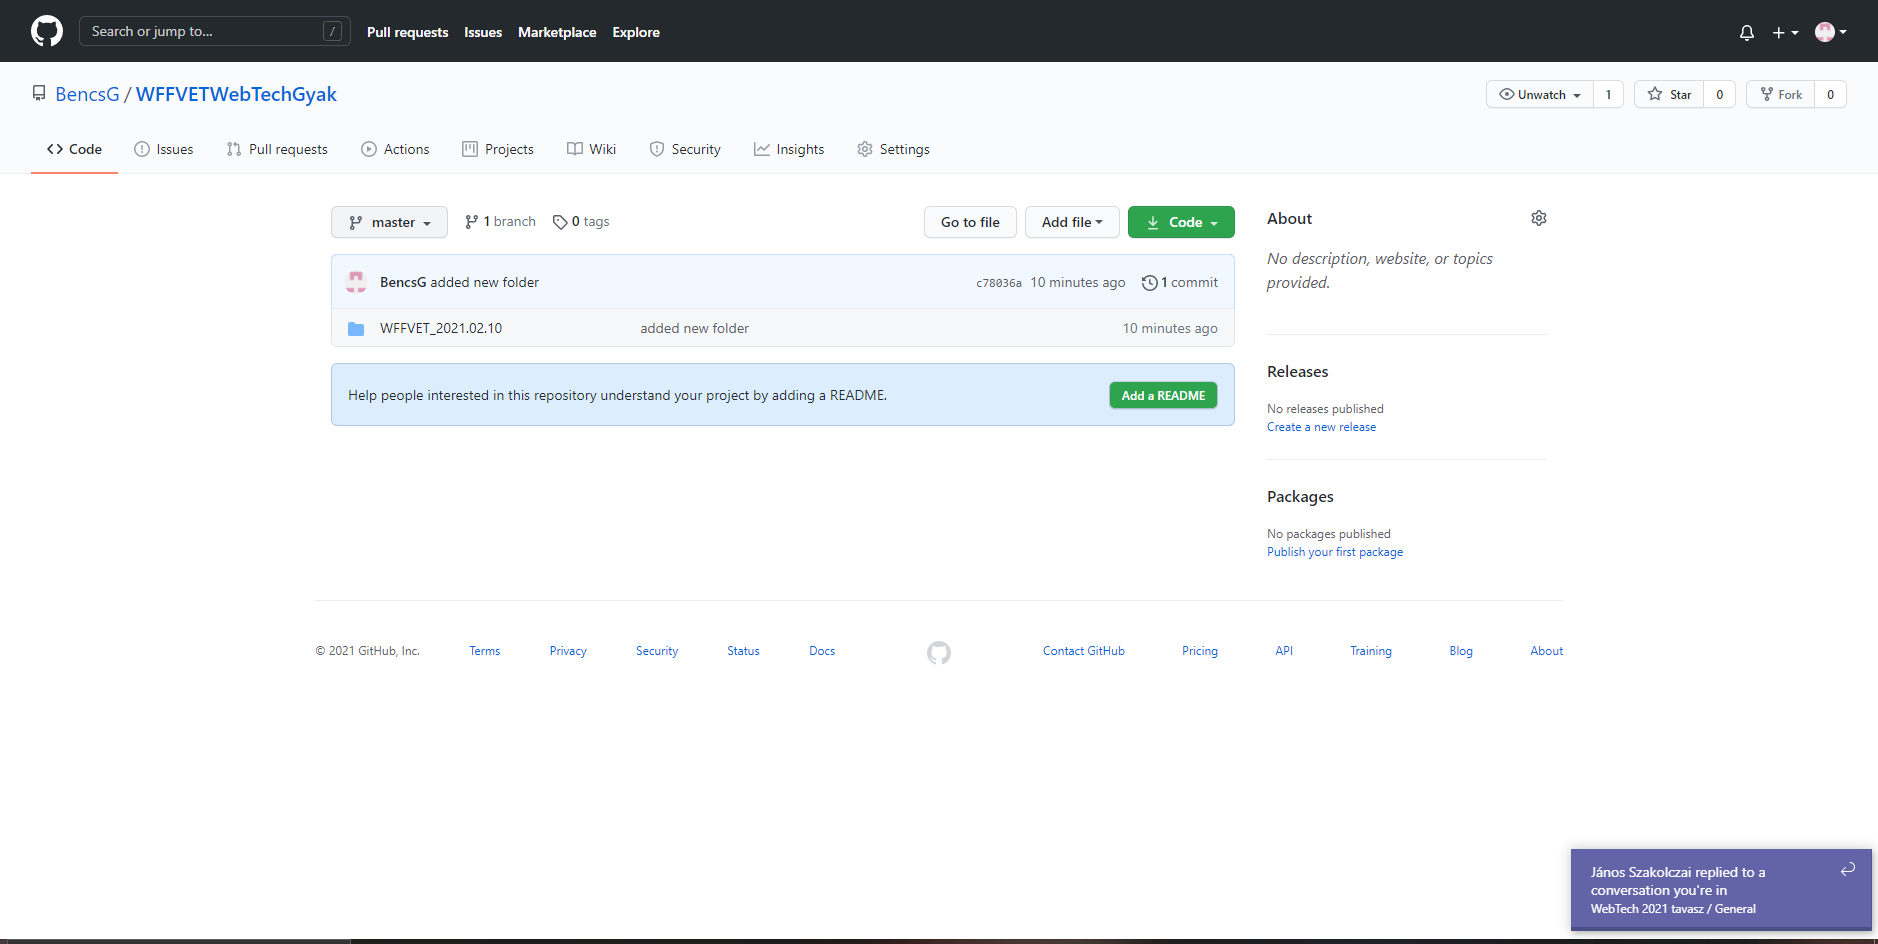 Search or jump to... /
Pull requests Issues Marketplace Explore
BencsG / WFFVETWebTechGyak
Unwatch 1 Star 0 Fork 0
Code Issues Pull requests Actions Projects Wiki Security Insights Settings
master 1 branch 0 tags
Go to file Add file Code
BencsG added new folder c78036a 10 minutes ago 1 commit
WFFVET_2021.02.10 added new folder 10 minutes ago
Help people interested in this repository understand your project by adding a README. Add a README
About
No description, website, or topics
provided.
Releases
No releases published
Create a new release
Packages
No packages published
Publish your first package
© 2021 GitHub, Inc. Terms Privacy Security Status Docs Contact GitHub Pricing API Training Blog About
János Szakolczai replied to a
conversation you're in
WebTech 2021 tavasz / General